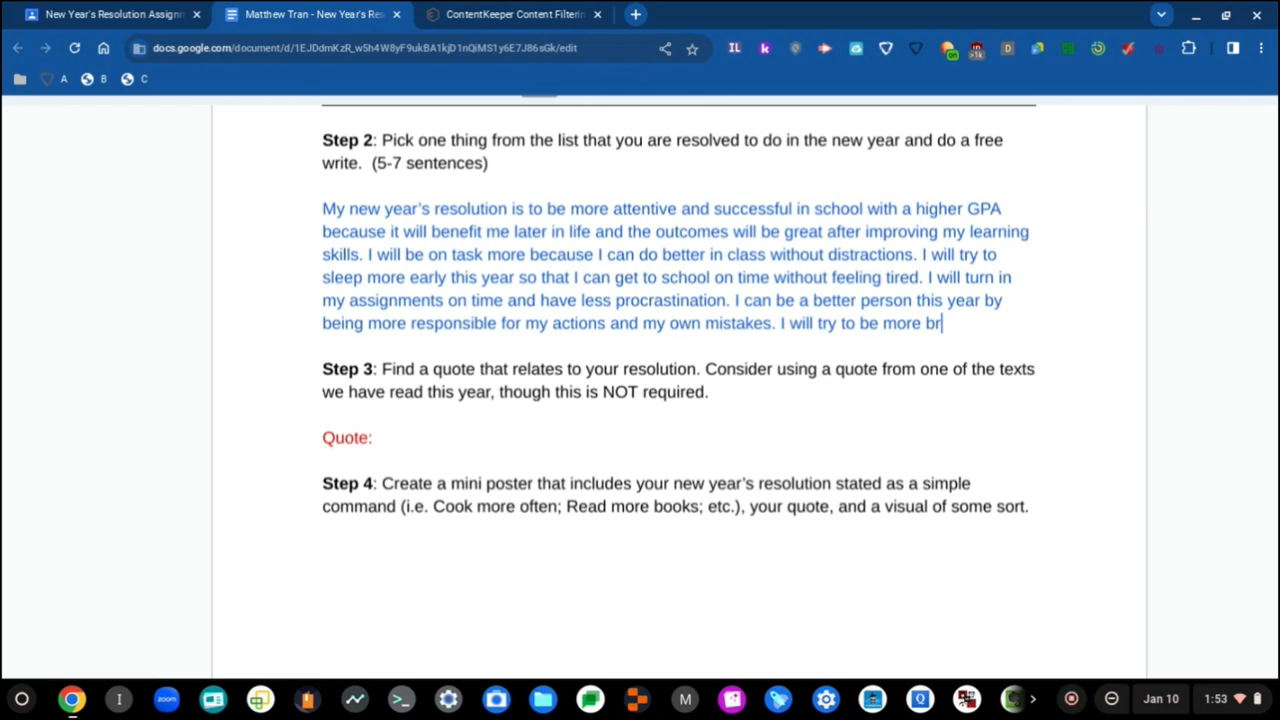 New Year's Resolution Assignm
Matthew Tran - New Year's Res
ContentKeeper Content Filterin
docs.google.com/document/d/1EJDdmKzR_w5h4W8yF9ukBA1kjD1nQiMS1y6E7J86sGk/edit
A
B
C
Step 2: Pick one thing from the list that you are resolved to do in the new year and do a free
write. (5-7 sentences)
My new year's resolution is to be more attentive and successful in school with a higher GPA
because it will benefit me later in life and the outcomes will be great after improving my learning
skills. I will be on task more because I can do better in class without distractions. I will try to
sleep more early this year so that I can get to school on time without feeling tired. I will turn in
my assignments on time and have less procrastination. I can be a better person this year by
being more responsible for my actions and my own mistakes. I will try to be more br
Step 3: Find a quote that relates to your resolution. Consider using a quote from one of the texts
we have read this year, though this is NOT required.
Quote:
Step 4: Create a mini poster that includes your new year's resolution stated as a simple
command (i.e. Cook more often; Read more books; etc.), your quote, and a visual of some sort.
zoom
Jan 10
1:53